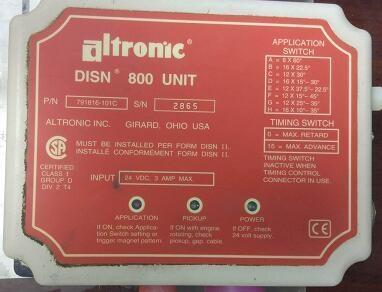 altronic®
DISN® 800 UNIT
P/N 791816-101C S/N 2865
ALTRONIC INC. GIRARD, OHIO USA
MUST BE INSTALLED PER FORM DISN II.
INSTALLÉ CONFORMEMENT FORM DISN II.
SA
CERTIFIED
CLASS I
GROUP D
DIV 2 T4
INPUT 24 VDC, 3 AMP MAX.
APPLICATION
If ON, check Applica-
tion Switch setting or
trigger magnet pattern.
PICKUP
If ON with engine
rotating, check
pickup, gap, cable.
POWER
If OFF, check
24 volt supply.
APPLICATION
SWITCH
A = 8 X 60°
B = 16 X 22.5°
C = 12 X 30°
D = 16 X 15°- 30°
E = 12 X 37.5°- 22.5°
F = 12 X 15°- 45°
G = 12 X 25°- 35°
H = 16 X 10°- 35°
TIMING SWITCH
0 = MAX. RETARD
15 = MAX. ADVANCE
TIMING SWITCH
INACTIVE WHEN
TIMING CONTROL
CONNECTOR IN USE.
CE